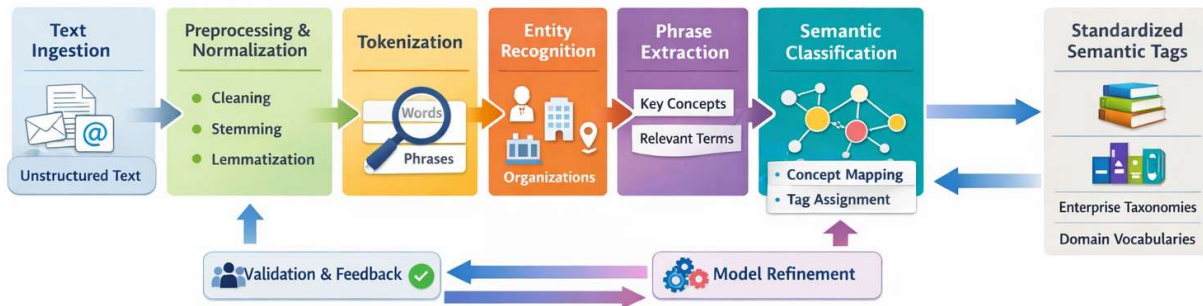 Text
Ingestion
@
Unstructured Text
Preprocessing &
Normalization
Cleaning
Stemming
Lemmatization
Tokenization
Words
Phrases
Entity
Recognition
Organizations
Phrase
Extraction
Key Concepts
Relevant Terms
Semantic
Classification
• Concept Mapping
• Tag Assignment
Standardized
Semantic Tags
Enterprise Taxonomies
Domain Vocabularies
Validation & Feedback
Model Refinement